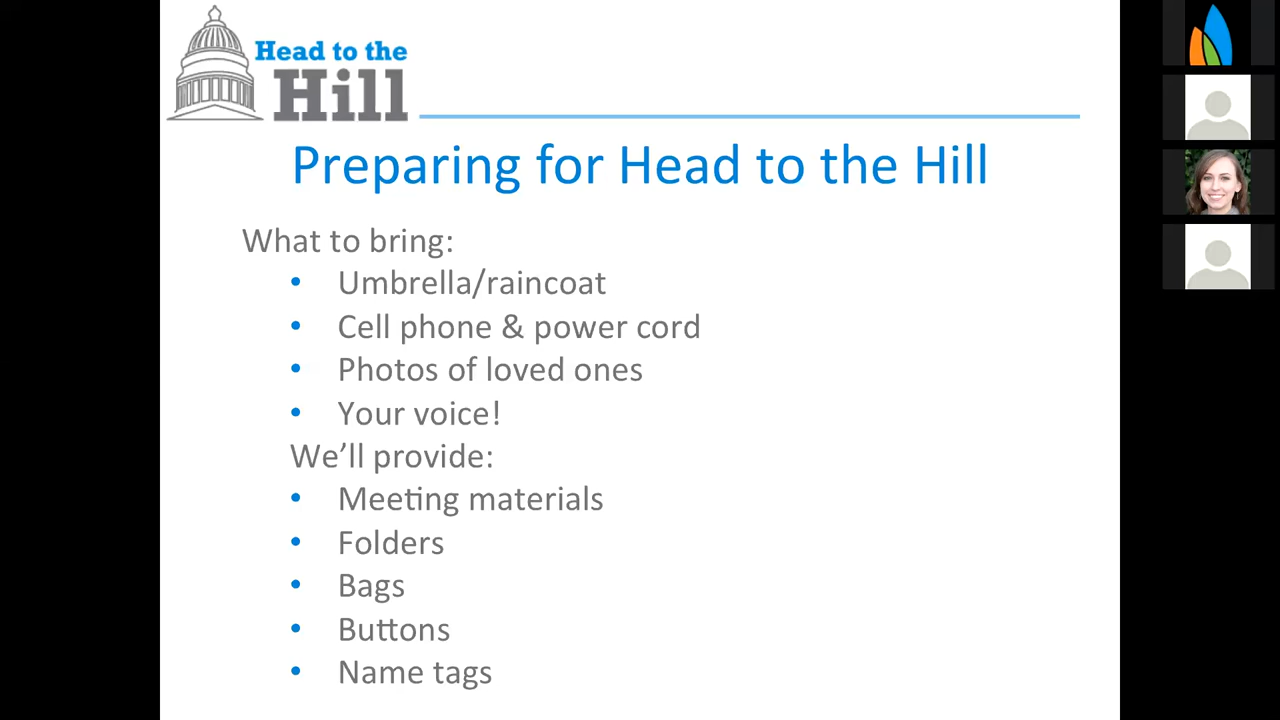 Head to the
Hill
Preparing for Head to the Hill
What to bring:
• Umbrella/raincoat
• Cell phone & power cord
• Photos of loved ones
• Your voice!
We’ll provide:
• Meeting materials
• Folders
• Bags
• Buttons
• Name tags